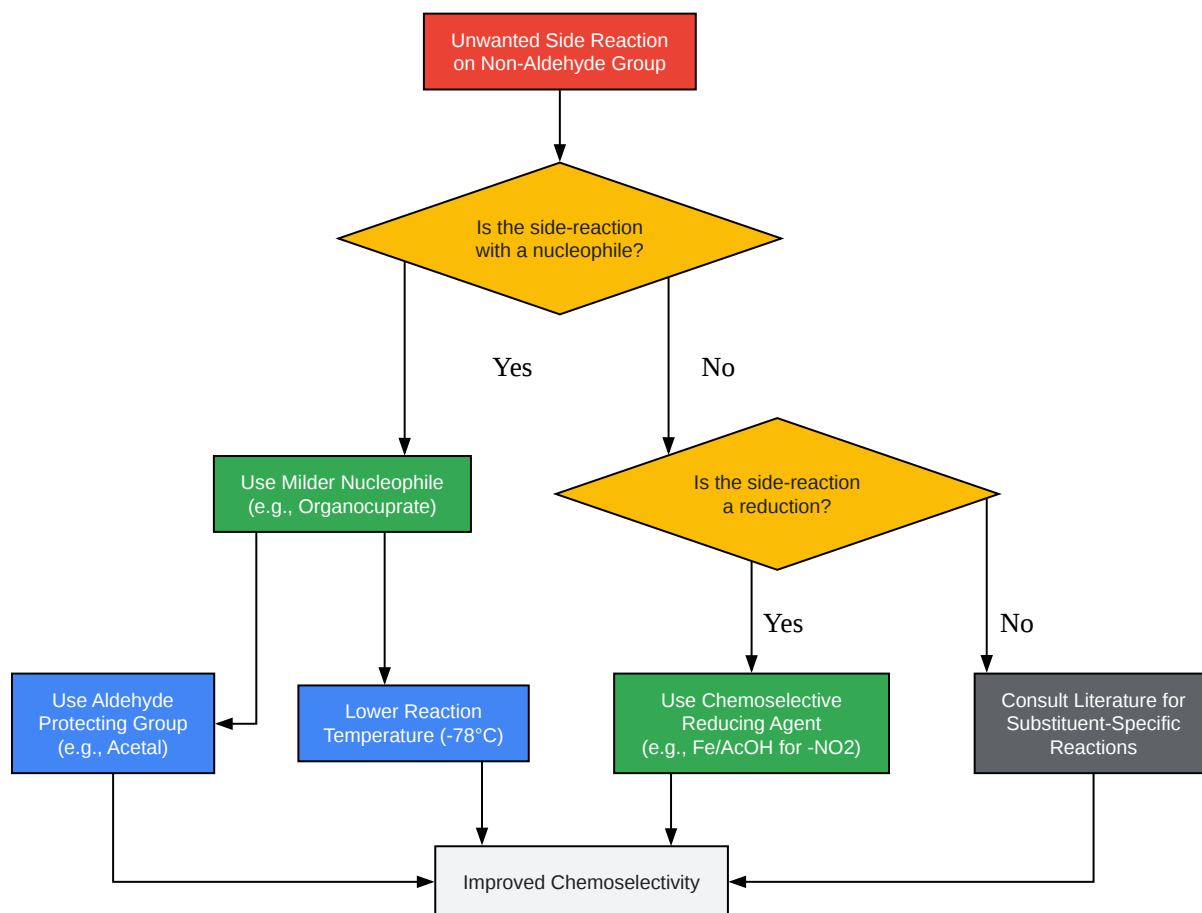 Unwanted Side Reaction
on Non-Aldehyde Group
Is the side-reaction
with a nucleophile?
Yes
No
Use Milder Nucleophile
(e.g., Organocuprate)
Is the side-reaction
a reduction?
Yes
No
Use Aldehyde
Protecting Group
(e.g., Acetal)
Lower Reaction
Temperature (-78°C)
Use Chemoselective
Reducing Agent
(e.g., Fe/AcOH for -NO2)
Consult Literature for
Substituent-Specific
Reactions
Improved Chemoselectivity